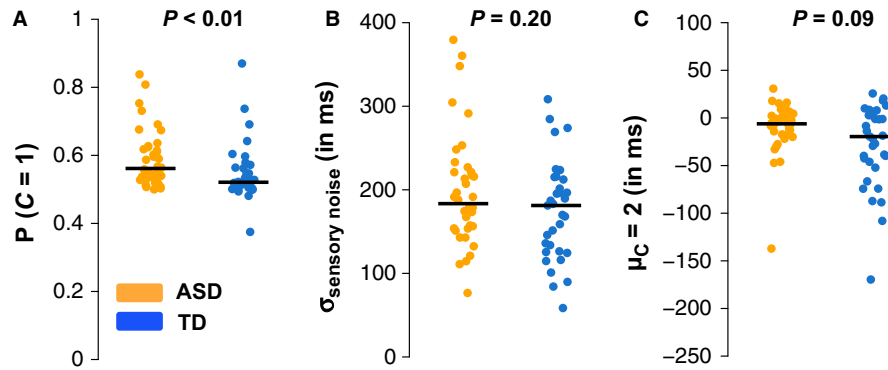 A
P < 0.01
P (C = 1)
1
0.8
0.6
0.4
0.2
0
ASD
TD
B
P = 0.20
σsensory noise (in ms)
400
300
200
100
0
C
P = 0.09
μC = 2 (in ms)
100
50
0
−50
−100
−150
−200
−250